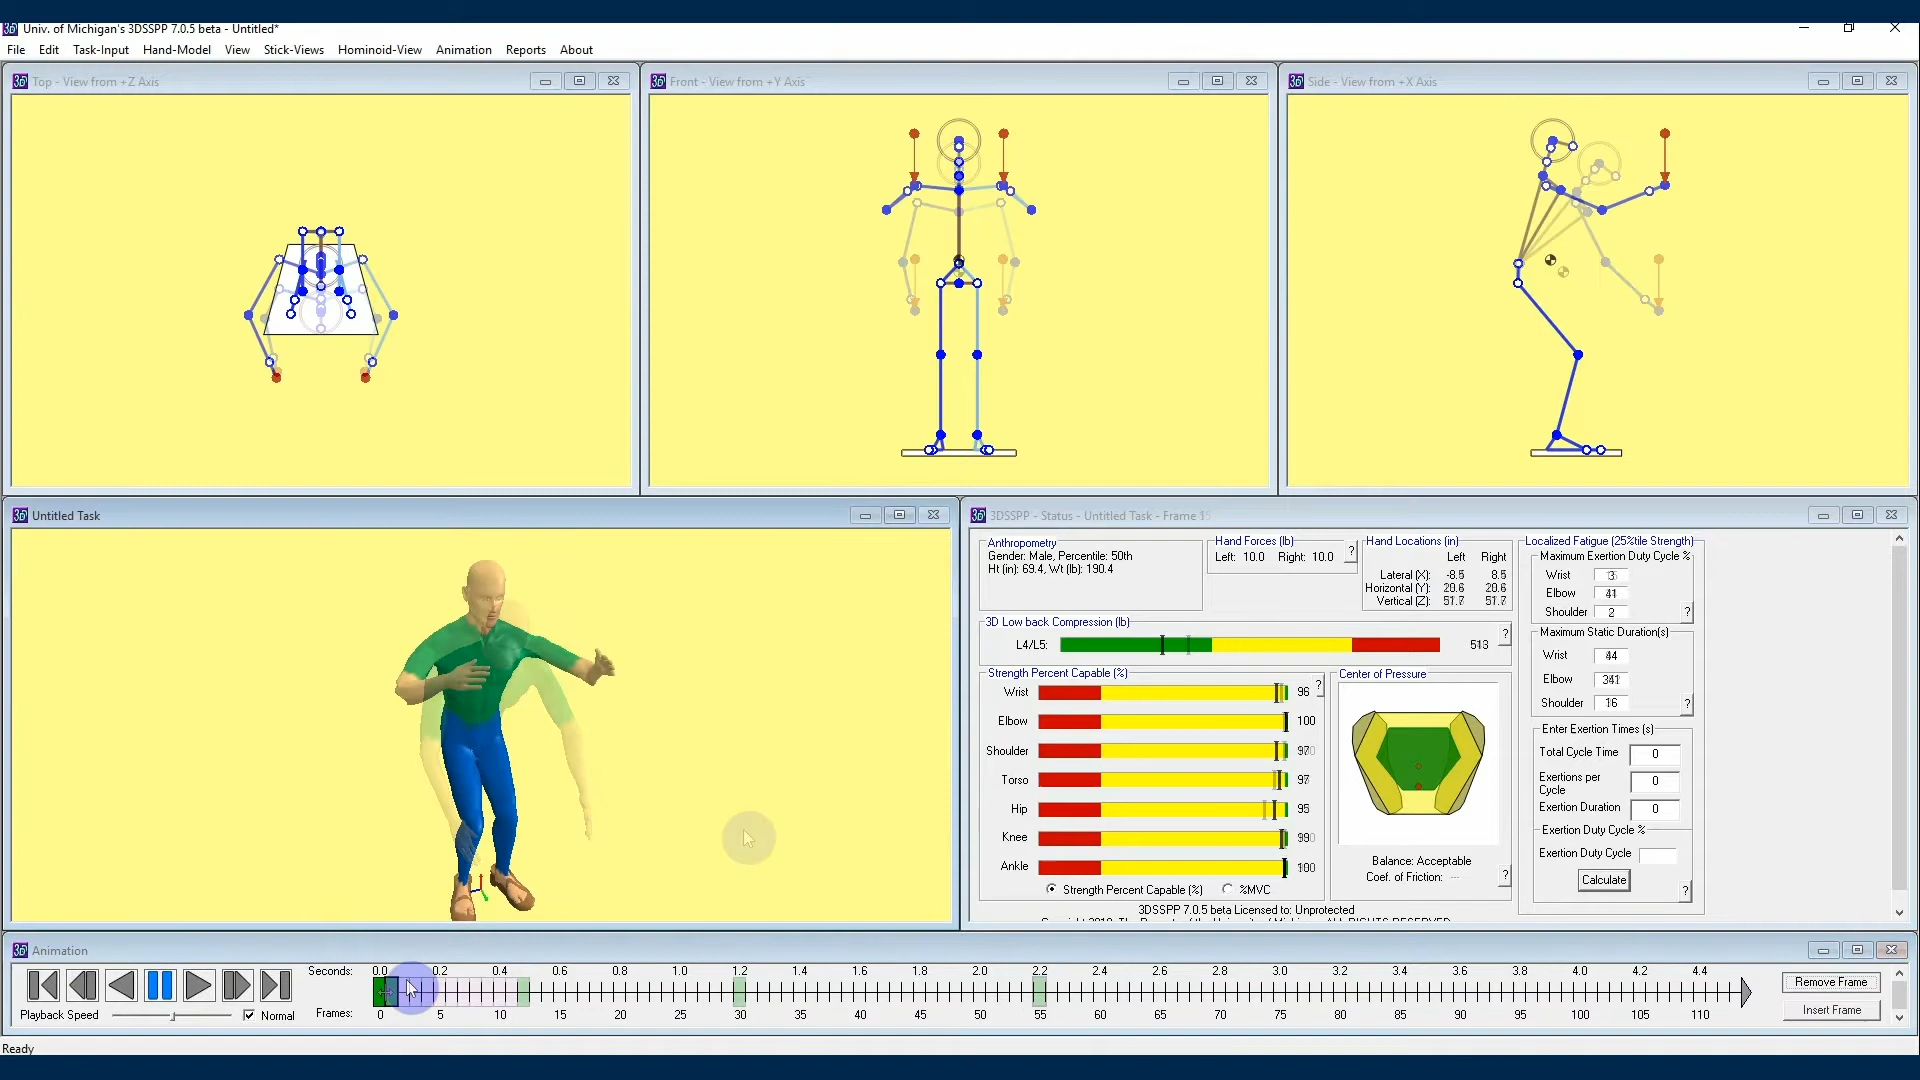 Univ. of Michigan's 3DSSPP 7.0.5 beta - Untitled*
File Edit Task-Input Hand-Model View Stick-Views Hominoid-View Animation Reports About
Top - View from +Z Axis
Front - View from +Y Axis
Side - View from +X Axis
Untitled Task
3DSSPP - Status - Untitled Task - Frame 15
Anthropometry
Gender: Male, Percentile: 50th
Ht (in): 69.4, Wt (lb): 190.4
Hand Forces (lb)
Left: 10.0 Right: 10.0
?
Hand Locations (in)
Left Right
Lateral (X): -8.5 8.5
Horizontal (Y): 20.6 20.6
Vertical (Z): 51.7 51.7
3D Low back Compression (lb)
L4/L5: 513
?
Strength Percent Capable (%)
Wrist 96
?
Elbow 100
Shoulder 97
Torso 97
Hip 95
Knee 99
Ankle 100
Strength Percent Capable (%) %MVC
Center of Pressure
Balance: Acceptable
Coef. of Friction: ---
?
Localized Fatigue (25%tile Strength)
Maximum Exertion Duty Cycle %
Wrist 3
Elbow 41
Shoulder 2
?
Maximum Static Duration(s)
Wrist 44
Elbow 341
Shoulder 16
?
Enter Exertion Times (s)
Total Cycle Time 0
Exertions per
Cycle 0
Exertion Duration 0
Exertion Duty Cycle %
Exertion Duty Cycle
Calculate
?
3DSSPP 7.0.5 beta Licensed to: Unprotected
Animation
Seconds: 0.0 0.2 0.4 0.6 0.8 1.0 1.2 1.4 1.6 1.8 2.0 2.2 2.4 2.6 2.8 3.0 3.2 3.4 3.6 3.8 4.0 4.2 4.4
Remove Frame
Playback Speed Normal
Frames: 0 5 10 15 20 25 30 35 40 45 50 55 60 65 70 75 80 85 90 95 100 105 110
Insert Frame
Ready